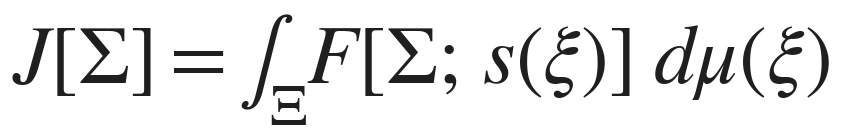 J[Σ] = ∫_Ξ F[Σ; s(ξ)] dμ(ξ)